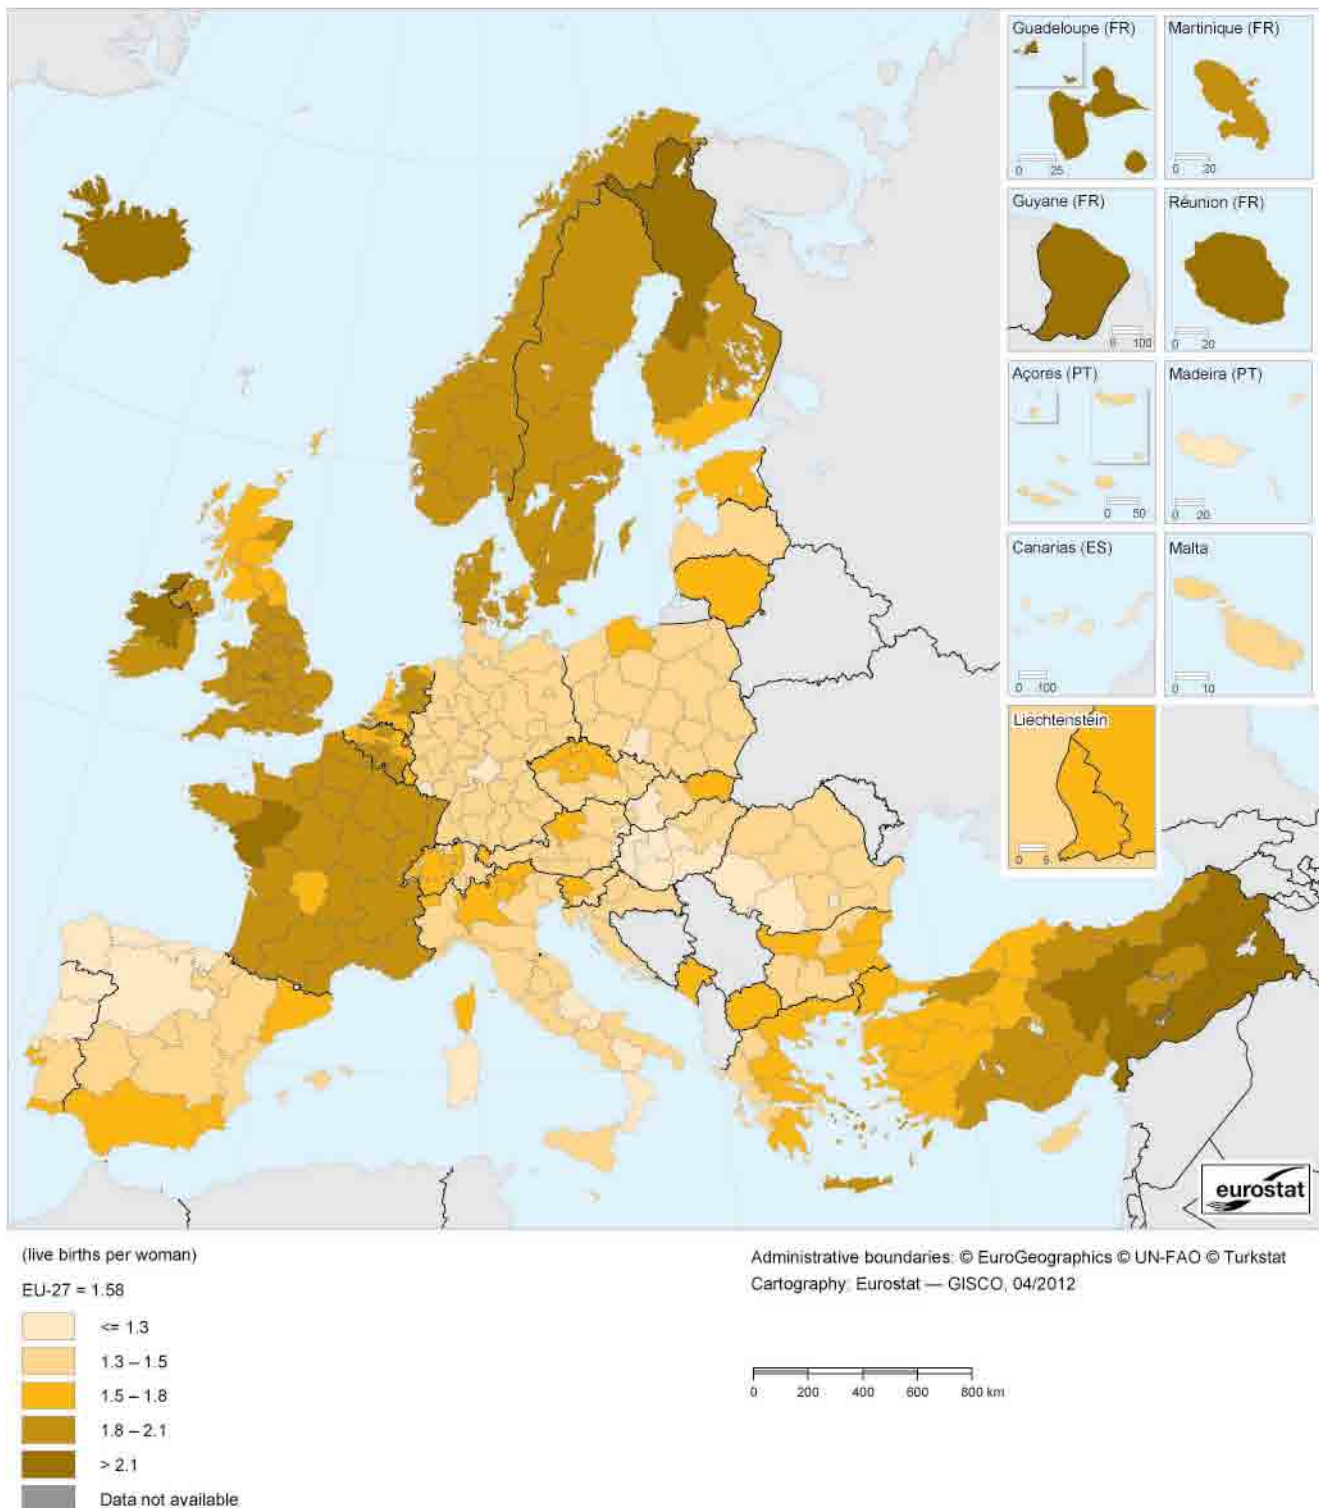 Guadeloupe (FR)
0 25
Martinique (FR)
0 20
Guyane (FR)
0 100
Réunion (FR)
0 20
Açores (PT)
0 50
Madeira (PT)
0 20
Canarias (ES)
0 100
Malta
0 10
Liechtenstein
0 5
eurostat
(live births per woman)
EU-27 = 1.58
<= 1.3
1.3 – 1.5
1.5 – 1.8
1.8 – 2.1
> 2.1
Data not available
Administrative boundaries: © EuroGeographics © UN-FAO © Turkstat
Cartography: Eurostat — GISCO, 04/2012
0 200 400 600 800 km